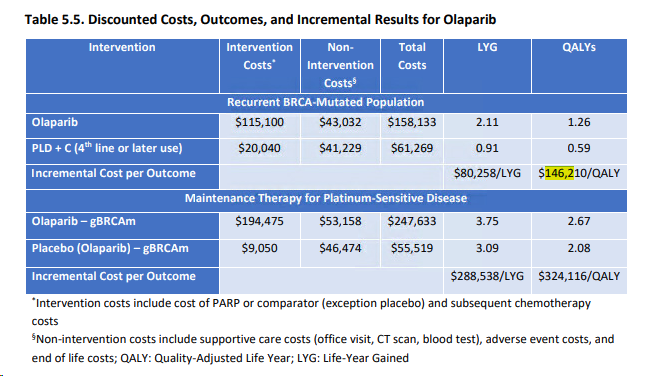 Table 5.5. Discounted Costs, Outcomes, and Incremental Results for Olaparib
Intervention Intervention Costs* Non-Intervention Costs§ Total Costs LYG QALYs
Recurrent BRCA-Mutated Population
Olaparib $115,100 $43,032 $158,133 2.11 1.26
PLD + C (4th line or later use) $20,040 $41,229 $61,269 0.91 0.59
Incremental Cost per Outcome $80,258/LYG $146,210/QALY
Maintenance Therapy for Platinum-Sensitive Disease
Olaparib – gBRCAm $194,475 $53,158 $247,633 3.75 2.67
Placebo (Olaparib) – gBRCAm $9,050 $46,474 $55,519 3.09 2.08
Incremental Cost per Outcome $288,538/LYG $324,116/QALY
*Intervention costs include cost of PARP or comparator (exception placebo) and subsequent chemotherapy
costs
§Non-intervention costs include supportive care costs (office visit, CT scan, blood test), adverse event costs, and
end of life costs; QALY: Quality-Adjusted Life Year; LYG: Life-Year Gained